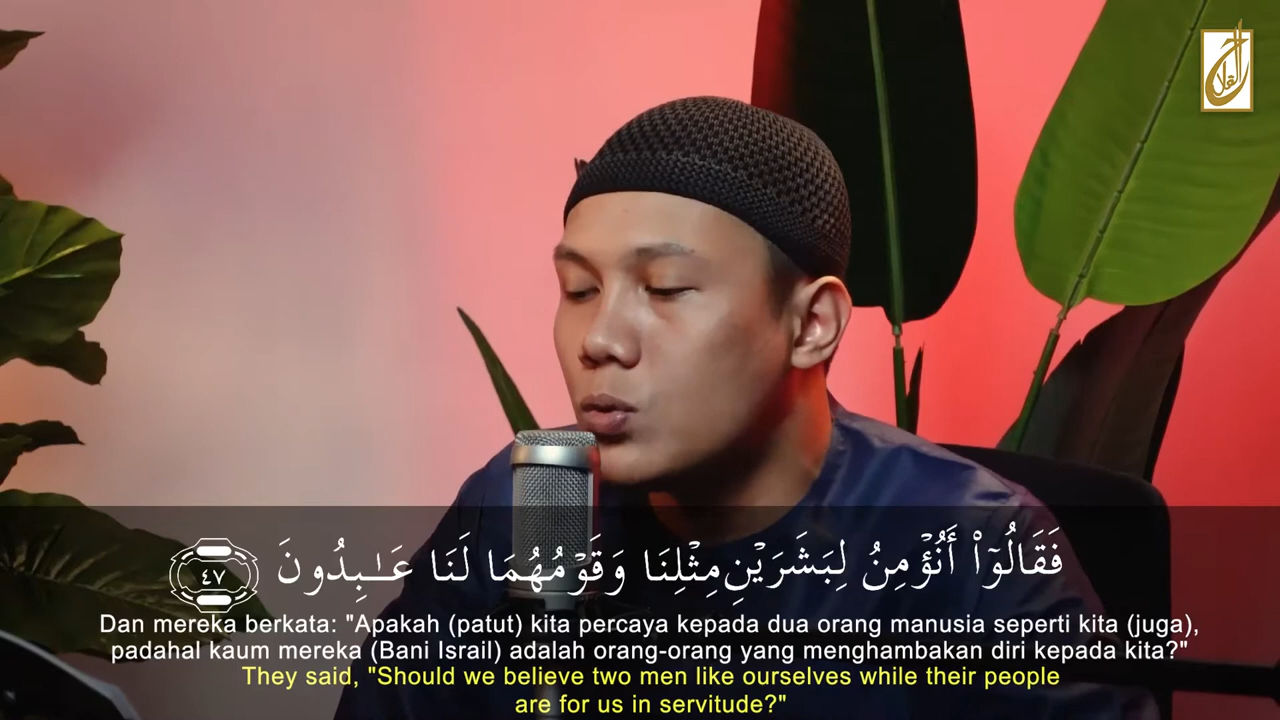 فَقَالُوٓا۟ أَنُؤْمِنُ لِبَشَرَيْنِ مِثْلِنَا وَقَوْمُهُمَا لَنَا عَـٰبِدُونَ ٤٧
Dan mereka berkata: "Apakah (patut) kita percaya kepada dua orang manusia seperti kita (juga),
padahal kaum mereka (Bani Israil) adalah orang-orang yang menghambakan diri kepada kita?"
They said, "Should we believe two men like ourselves while their people
are for us in servitude?"